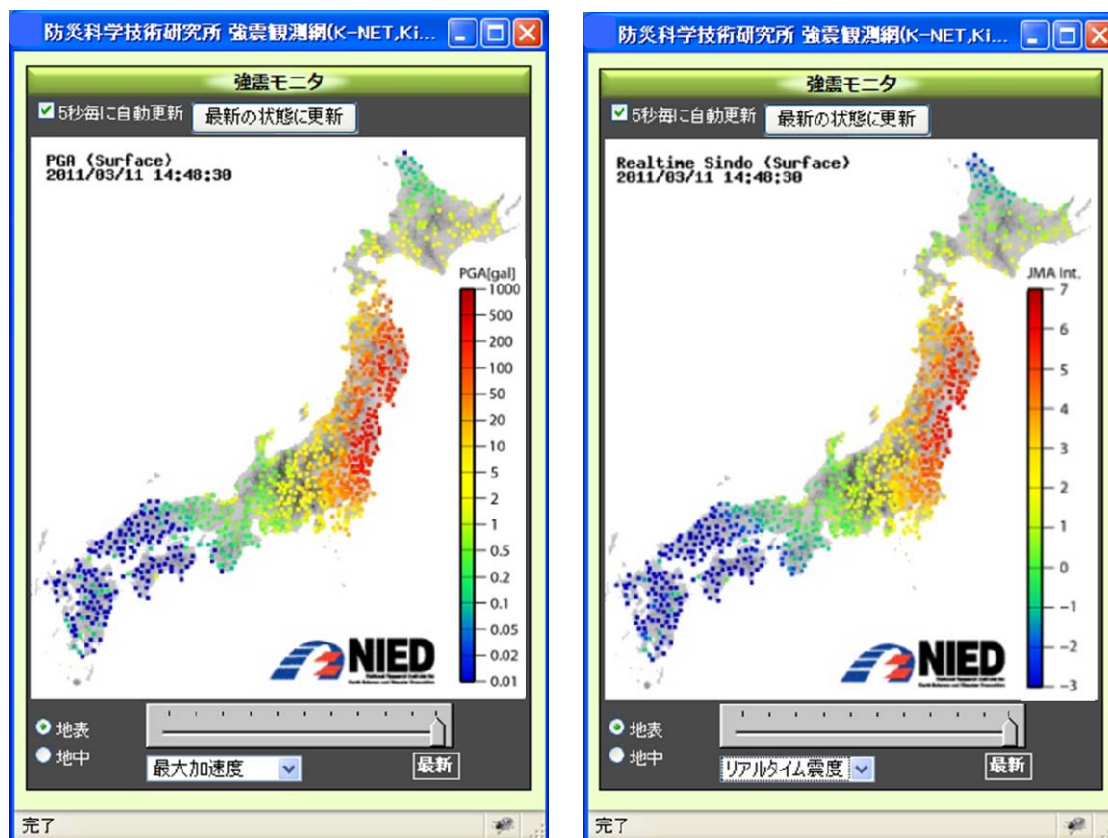 防災科学技術研究所 強震観測網(K-NET,Ki...
強震モニタ
5秒毎に自動更新
最新の状態に更新
PGA (Surface)
2011/03/11 14:48:30
PGA[gal]
1000
500
200
100
50
20
10
5
2
1
0.5
0.2
0.1
0.05
0.02
0.01
NIED
地表
地中
最大加速度
最新
完了
防災科学技術研究所 強震観測網(K-NET,Ki...
強震モニタ
5秒毎に自動更新
最新の状態に更新
Realtime Sindo (Surface)
2011/03/11 14:48:30
JMA Int.
7
6
5
4
3
2
1
0
-1
-2
-3
NIED
地表
地中
リアルタイム震度
最新
完了